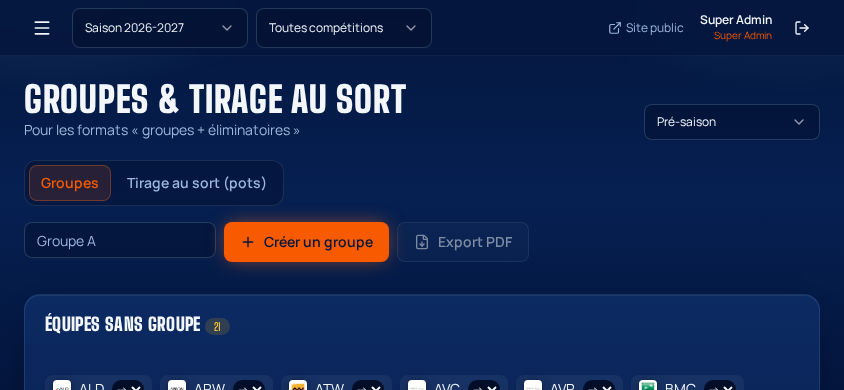 Saison 2026-2027
Toutes compétitions
Site public
Super Admin
Super Admin
GROUPES & TIRAGE AU SORT
Pour les formats « groupes + éliminatoires »
Pré-saison
Groupes
Tirage au sort (pots)
Groupe A
Créer un groupe
Export PDF
ÉQUIPES SANS GROUPE 21
ALD
ARW
ATW
AVC
AVR
BMC